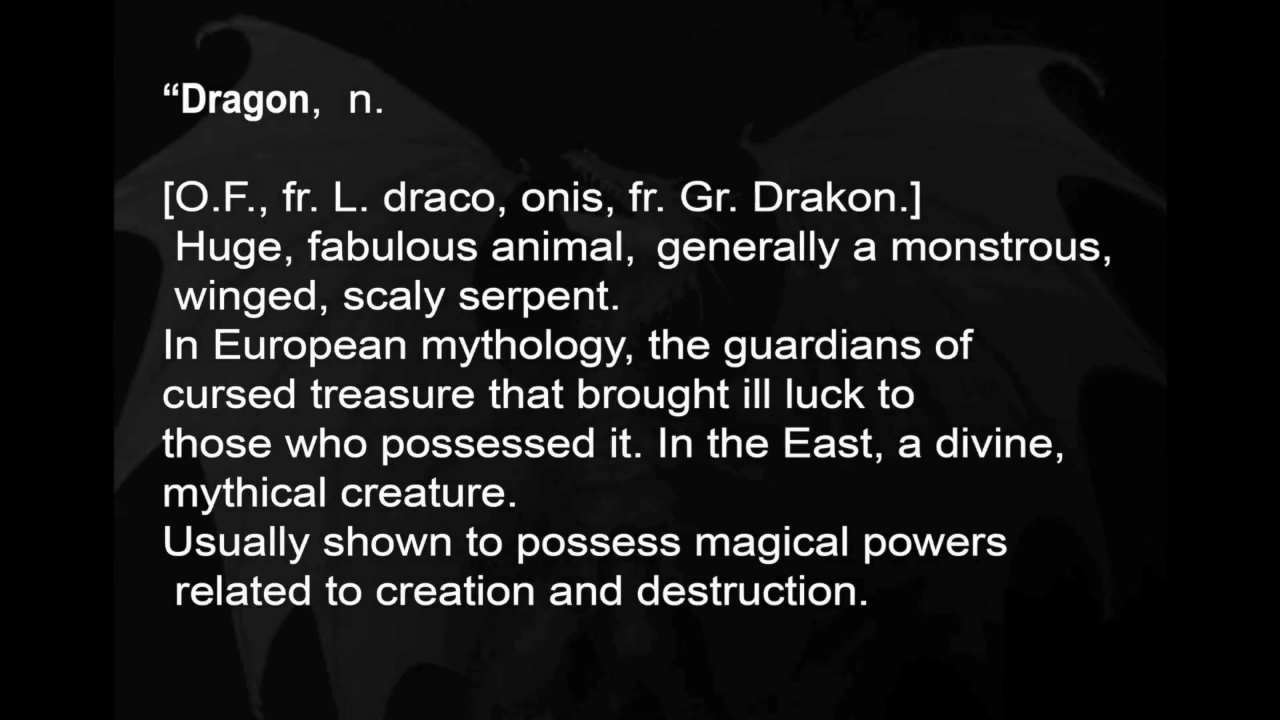 “Dragon, n.
[O.F., fr. L. draco, onis, fr. Gr. Drakon.]
Huge, fabulous animal, generally a monstrous,
winged, scaly serpent.
In European mythology, the guardians of
cursed treasure that brought ill luck to
those who possessed it. In the East, a divine,
mythical creature.
Usually shown to possess magical powers
related to creation and destruction.